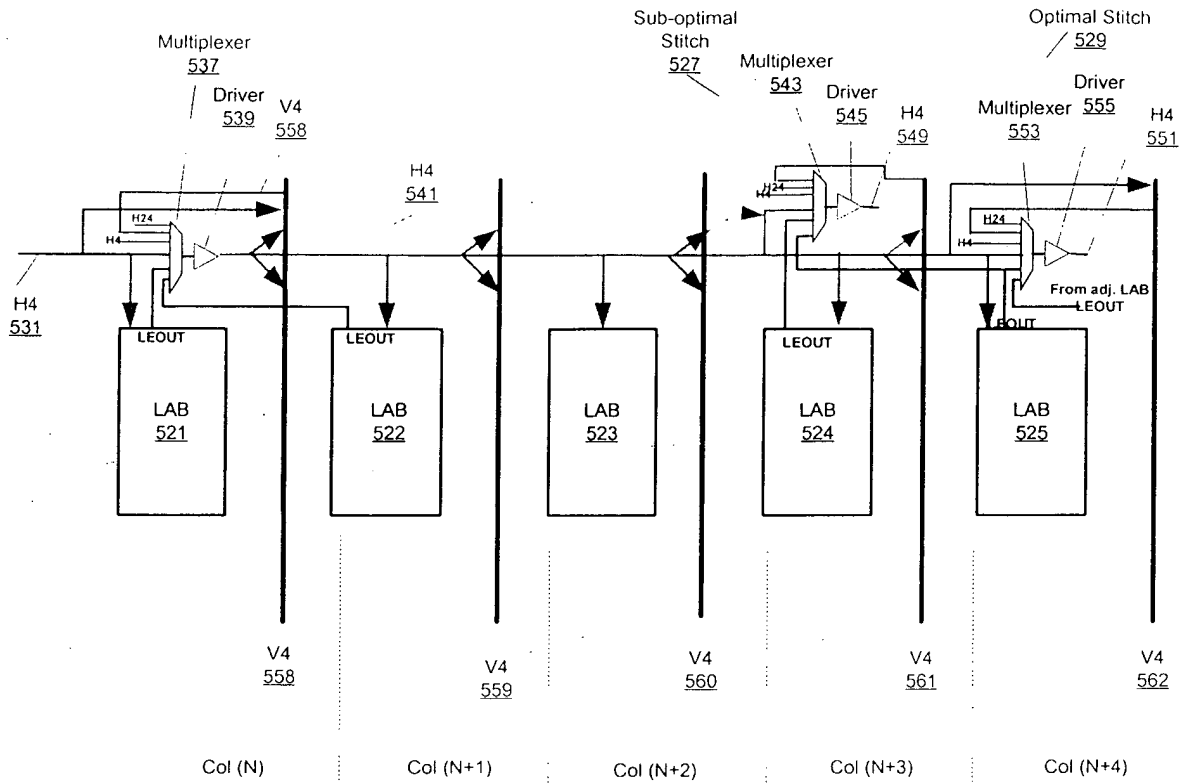 Sub-optimal
Stitch
527
Optimal Stitch
529
Multiplexer
537
Driver
539
V4
558
Multiplexer
543
Driver
545
H4
549
Multiplexer
553
Driver
555
H4
551
H4
541
H24
H4
H24
H4
H24
H4
H4
531
From adj. LAB
LEOUT
LEOUT
LEOUT
LEOUT
LEOUT
LAB
521
LAB
522
LAB
523
LAB
524
LAB
525
V4
558
V4
559
V4
560
V4
561
V4
562
Col (N)
Col (N+1)
Col (N+2)
Col (N+3)
Col (N+4)